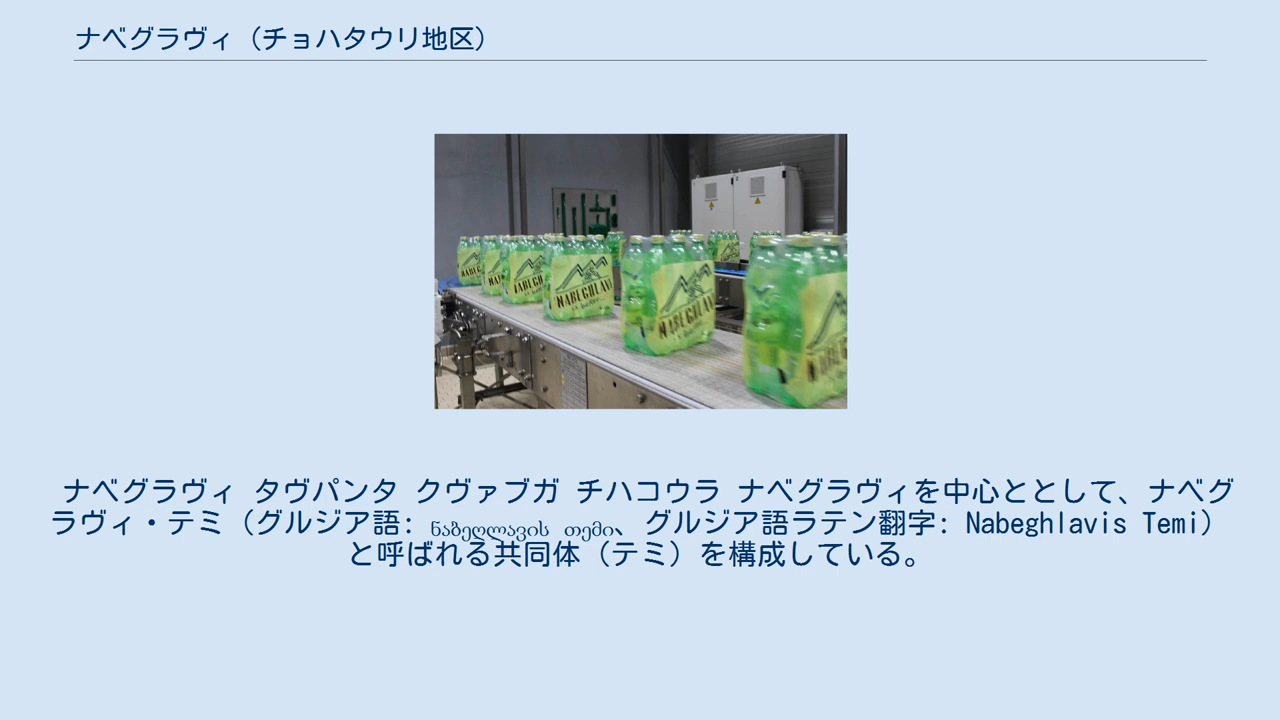 ナベグラヴィ（チョハタウリ地区）
NABEGHLAVI
NABEGHLAVI
ナベグラヴィ タヴパンタ クヴァブガ チハコウラ ナベグラヴィを中心ととして、ナベグ
ラヴィ・テミ（グルジア語: ნაბეღლავის თემი、グルジア語ラテン翻字: Nabeghlavis Temi）
と呼ばれる共同体（テミ）を構成している。